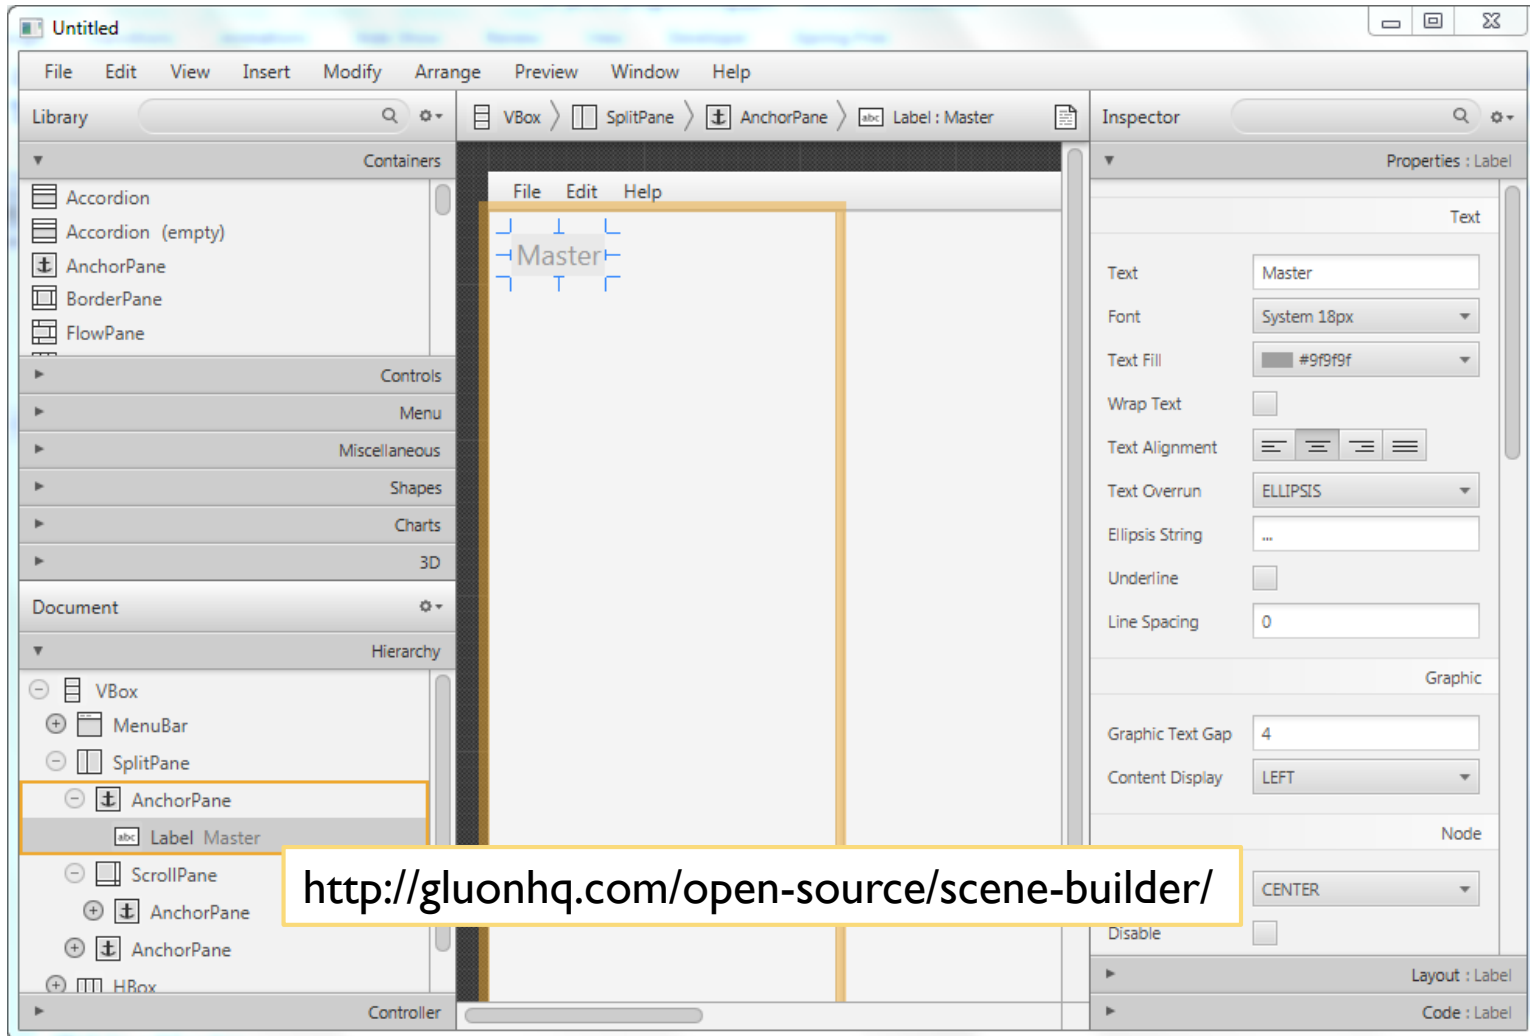 Untitled
File Edit View Insert Modify Arrange Preview Window Help
Library
Containers
Accordion
Accordion (empty)
AnchorPane
BorderPane
FlowPane
Controls
Menu
Miscellaneous
Shapes
Charts
3D
Document
Hierarchy
VBox
MenuBar
SplitPane
AnchorPane
abc Label Master
ScrollPane
AnchorPane
AnchorPane
HBox
Controller
VBox SplitPane AnchorPane abc Label : Master
File Edit Help
Master
http://gluonhq.com/open-source/scene-builder/
Inspector
Properties : Label
Text
Text Master
Font System 18px
Text Fill #9f9f9f
Wrap Text
Text Alignment
Text Overrun ELLIPSIS
Ellipsis String ...
Underline
Line Spacing 0
Graphic
Graphic Text Gap 4
Content Display LEFT
Node
CENTER
Disable
Layout : Label
Code : Label